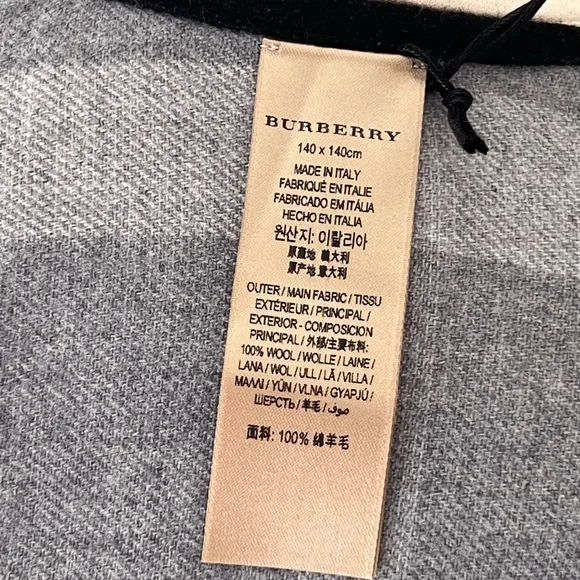 BURBERRY
140 x 140cm
MADE IN ITALY
FABRIQUÉ EN ITALIE
FABRICADO EM ITÁLIA
HECHO EN ITALIA
원산지: 이탈리아
原產地 義大利
原产地 意大利
OUTER / MAIN FABRIC / TISSU
EXTÉRIEUR / PRINCIPAL /
EXTERIOR - COMPOSICION
PRINCIPAL / 外部/主要布料:
100% WOOL / WOLLE / LAINE /
LANA / WOL / ULL / LÃ / VILLA /
ΜΑΛΛΙ / YÜN / VLNA / GYAPJÚ /
ШЕРСТЬ / 羊毛 / صوف /
面料: 100% 绵羊毛